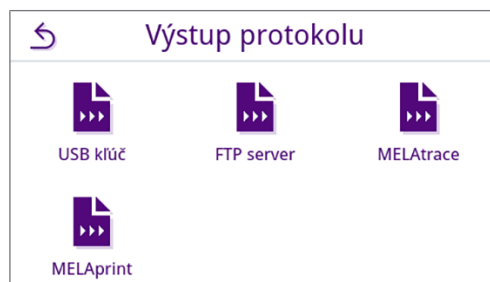 Výstup protokolu
USB kľúč
FTP server
MELAtrace
MELAprint